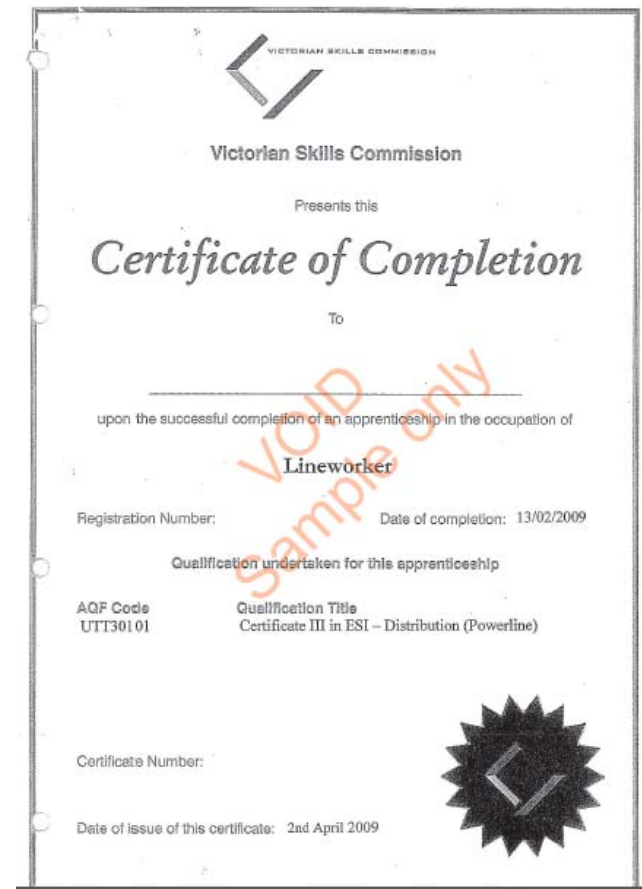 VICTORIAN SKILLS COMMISSION
Victorian Skills Commission
Presents this
Certificate of Completion
To
VOID
Sample only
upon the successful completion of an apprenticeship in the occupation of
Lineworker
Registration Number: Date of completion: 13/02/2009
Qualification undertaken for this apprenticeship
AQF Code Qualification Title
UTT30101 Certificate III in ESI – Distribution (Powerline)
Certificate Number:
Date of issue of this certificate: 2nd April 2009